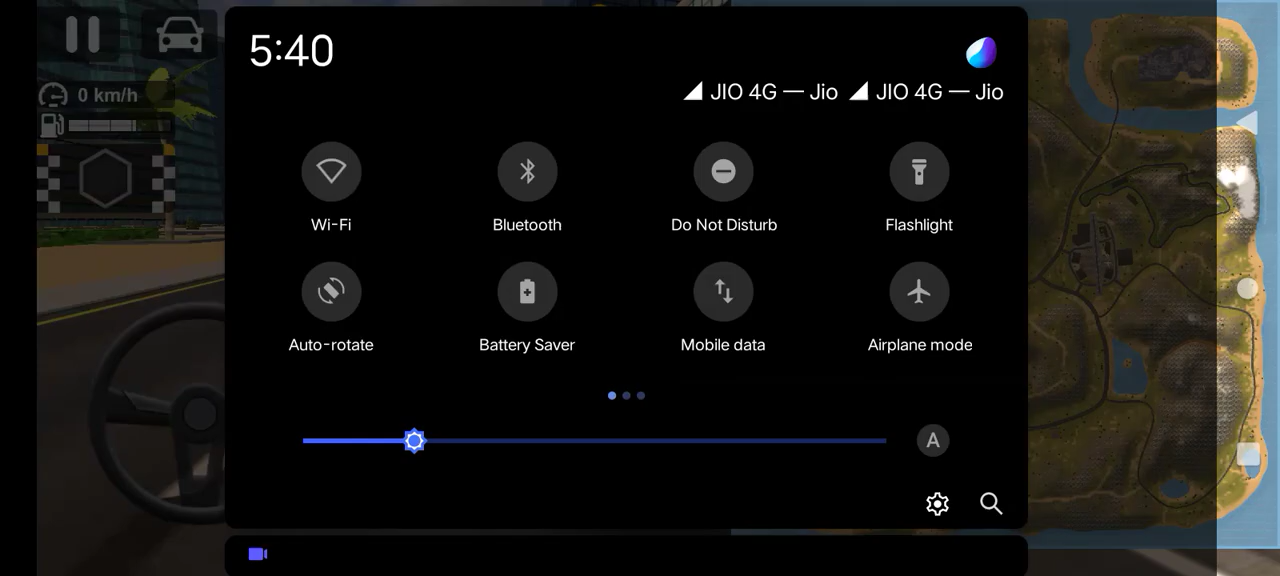 5:40
JIO 4G — Jio JIO 4G — Jio
0 km/h
Wi-Fi Bluetooth Do Not Disturb Flashlight
Auto-rotate Battery Saver Mobile data Airplane mode
A